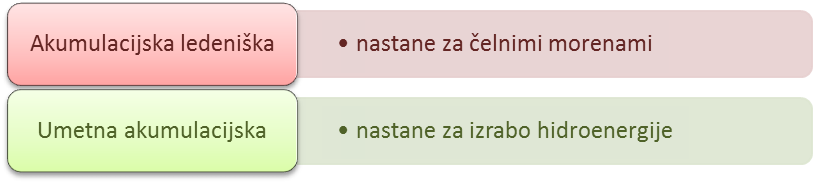 Akumulacijska ledeniška • nastane za čelnimi morenami
Umetna akumulacijska • nastane za izrabo hidroenergije